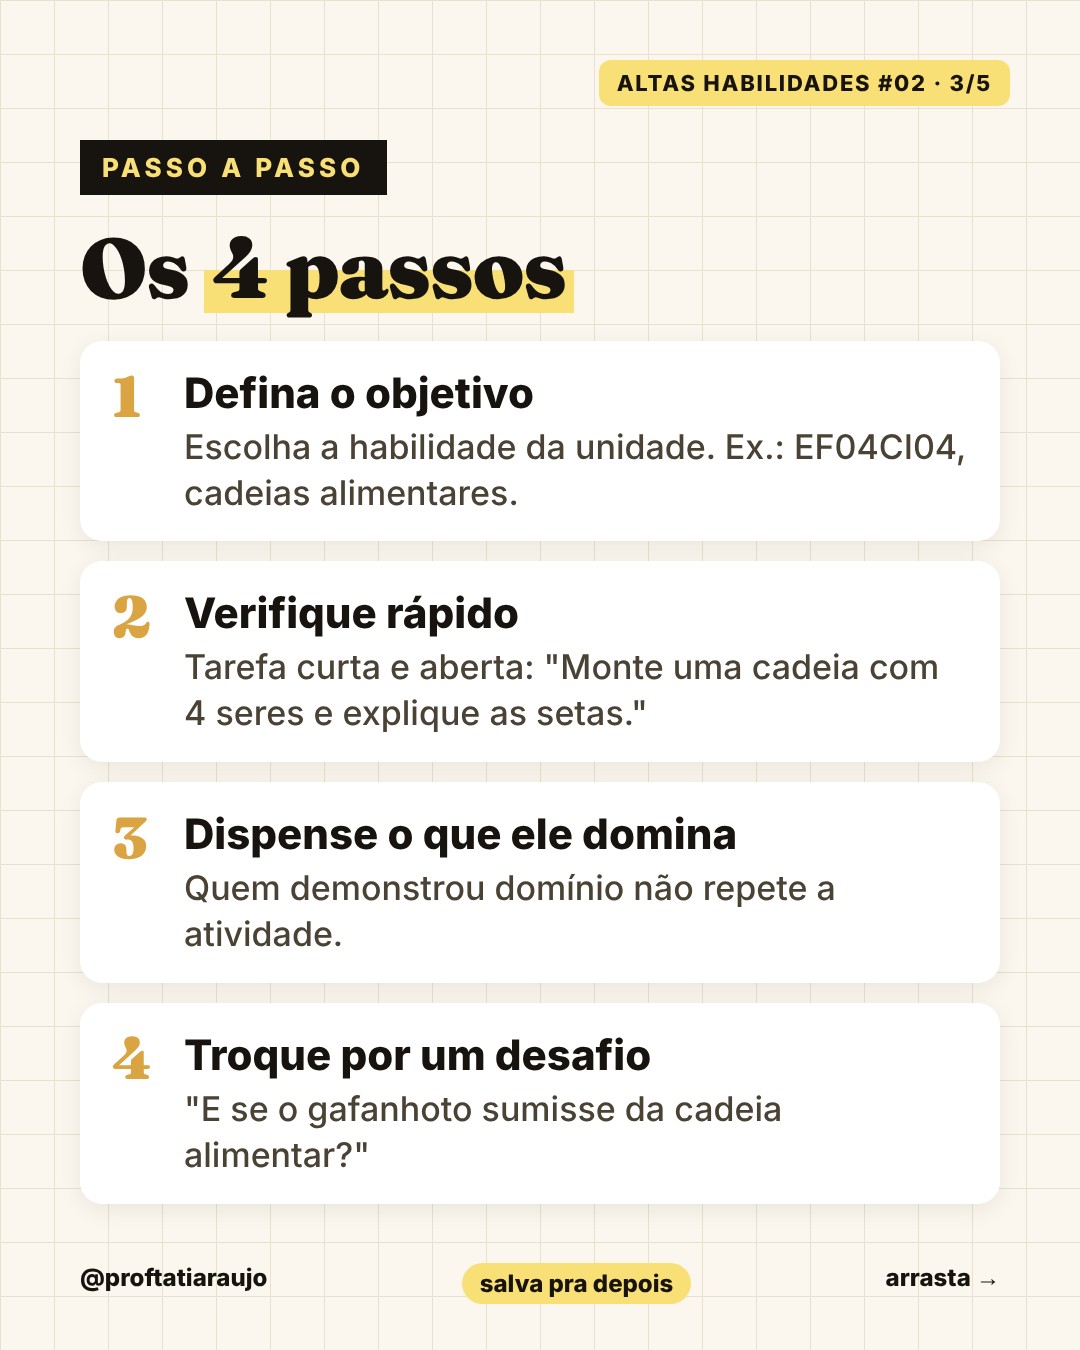 ALTAS HABILIDADES #02 · 3/5
PASSO A PASSO
Os 4 passos
1
Defina o objetivo
Escolha a habilidade da unidade. Ex.: EF04CI04,
cadeias alimentares.
2
Verifique rápido
Tarefa curta e aberta: "Monte uma cadeia com
4 seres e explique as setas."
3
Dispense o que ele domina
Quem demonstrou domínio não repete a
atividade.
4
Troque por um desafio
"E se o gafanhoto sumisse da cadeia
alimentar?"
@proftatiaraujo
salva pra depois
arrasta →